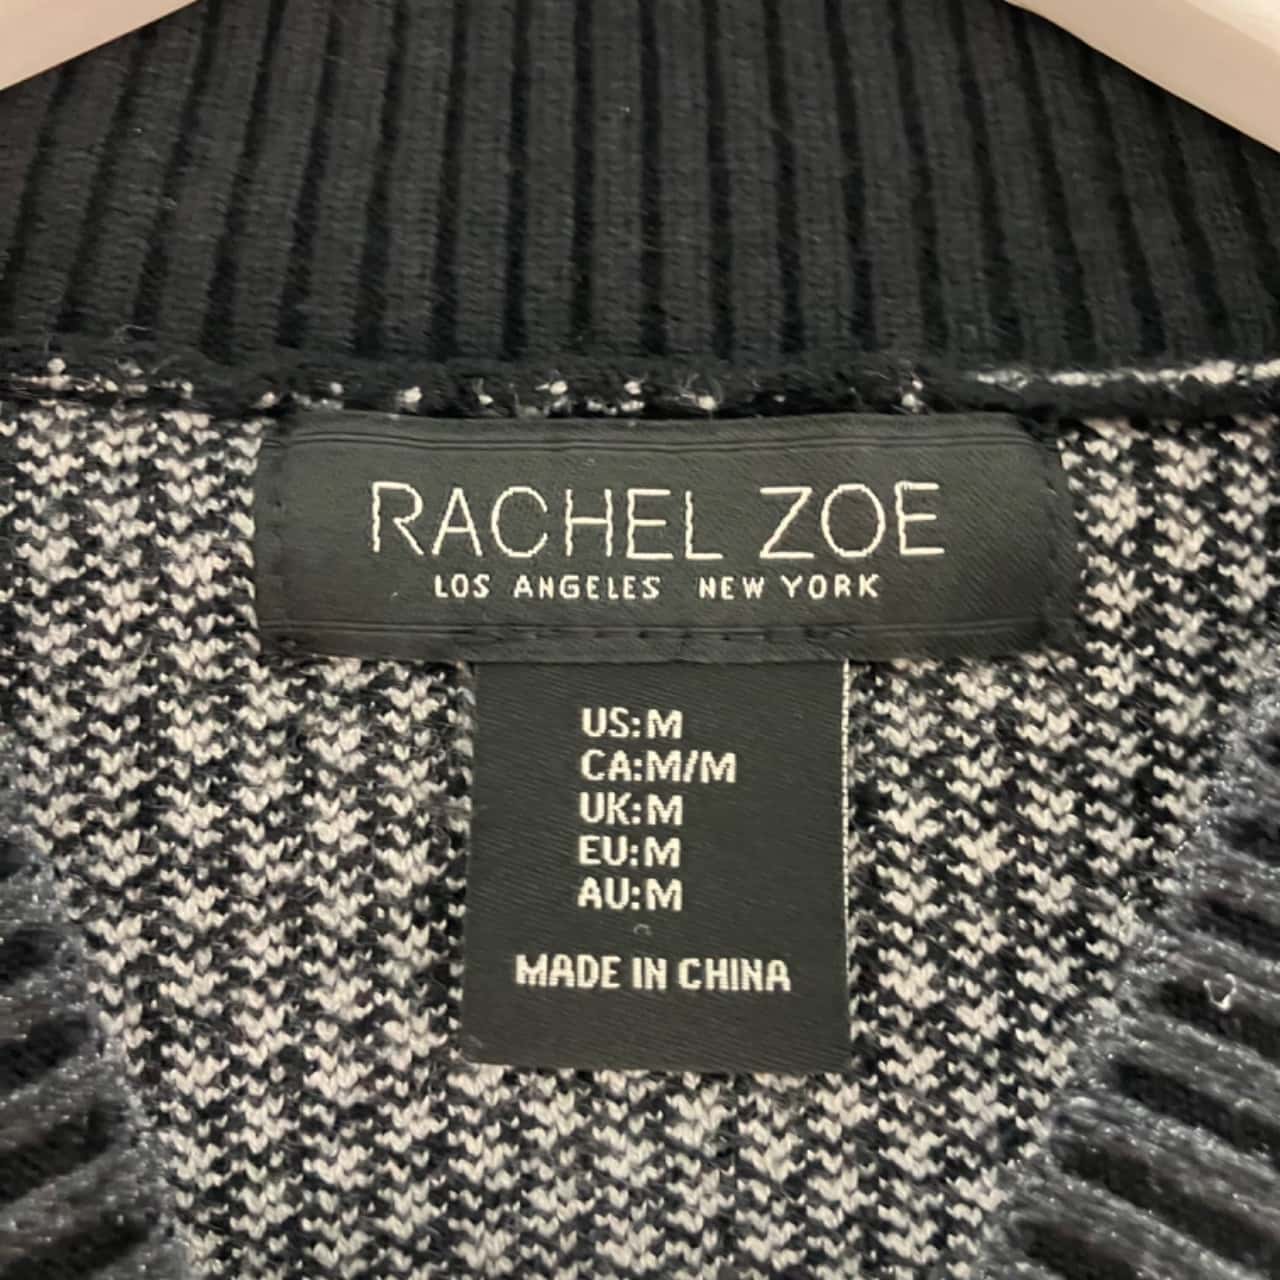 RACHEL ZOE
LOS ANGELES NEW YORK
US:M
CA:M/M
UK:M
EU:M
AU:M
MADE IN CHINA